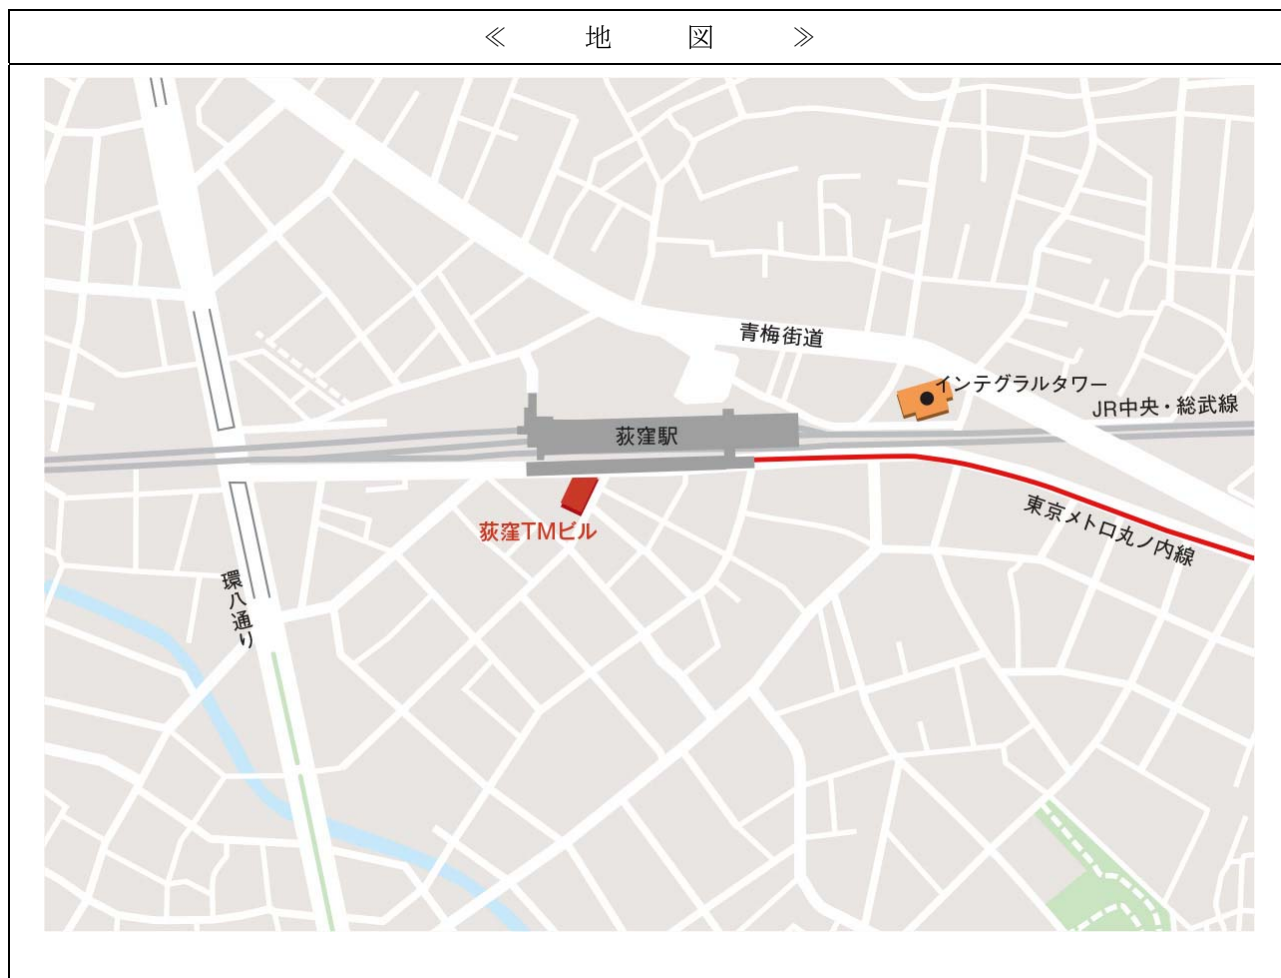 ≪ 地 図 ≫
青梅街道
インテグラルタワー
JR中央・総武線
荻窪駅
東京メトロ丸ノ内線
荻窪TMビル
環八通り